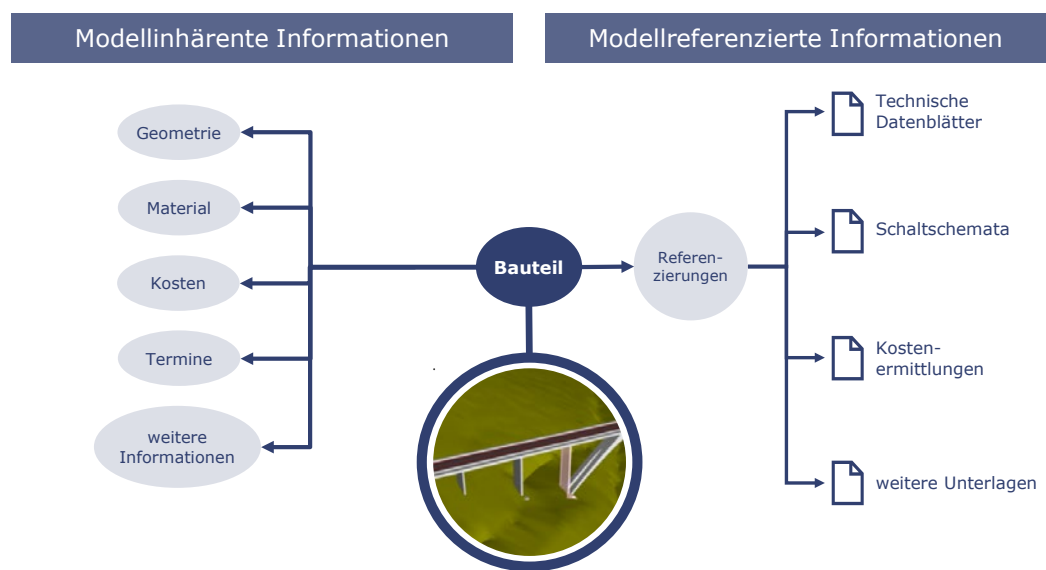 Modellinhärente Informationen
Modellreferenzierte Informationen
Geometrie
Material
Kosten
Termine
weitere
Informationen
Bauteil
Referen-
zierungen
Technische
Datenblätter
Schaltschemata
Kosten-
ermittlungen
weitere Unterlagen